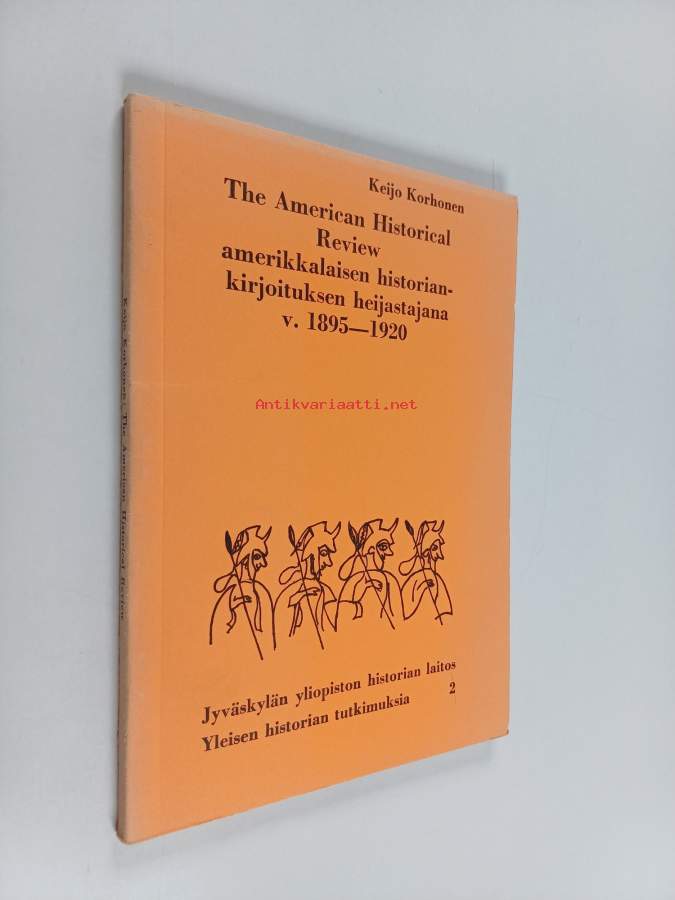 Keijo Korhonen
The American Historical
Review
amerikkalaisen historian-
kirjoituksen heijastajana
v. 1895—1920
Antikvariaatti.net
Jyväskylän yliopiston historian laitos
Yleisen historian tutkimuksia 2
Keijo Korhonen: The American Historical Review